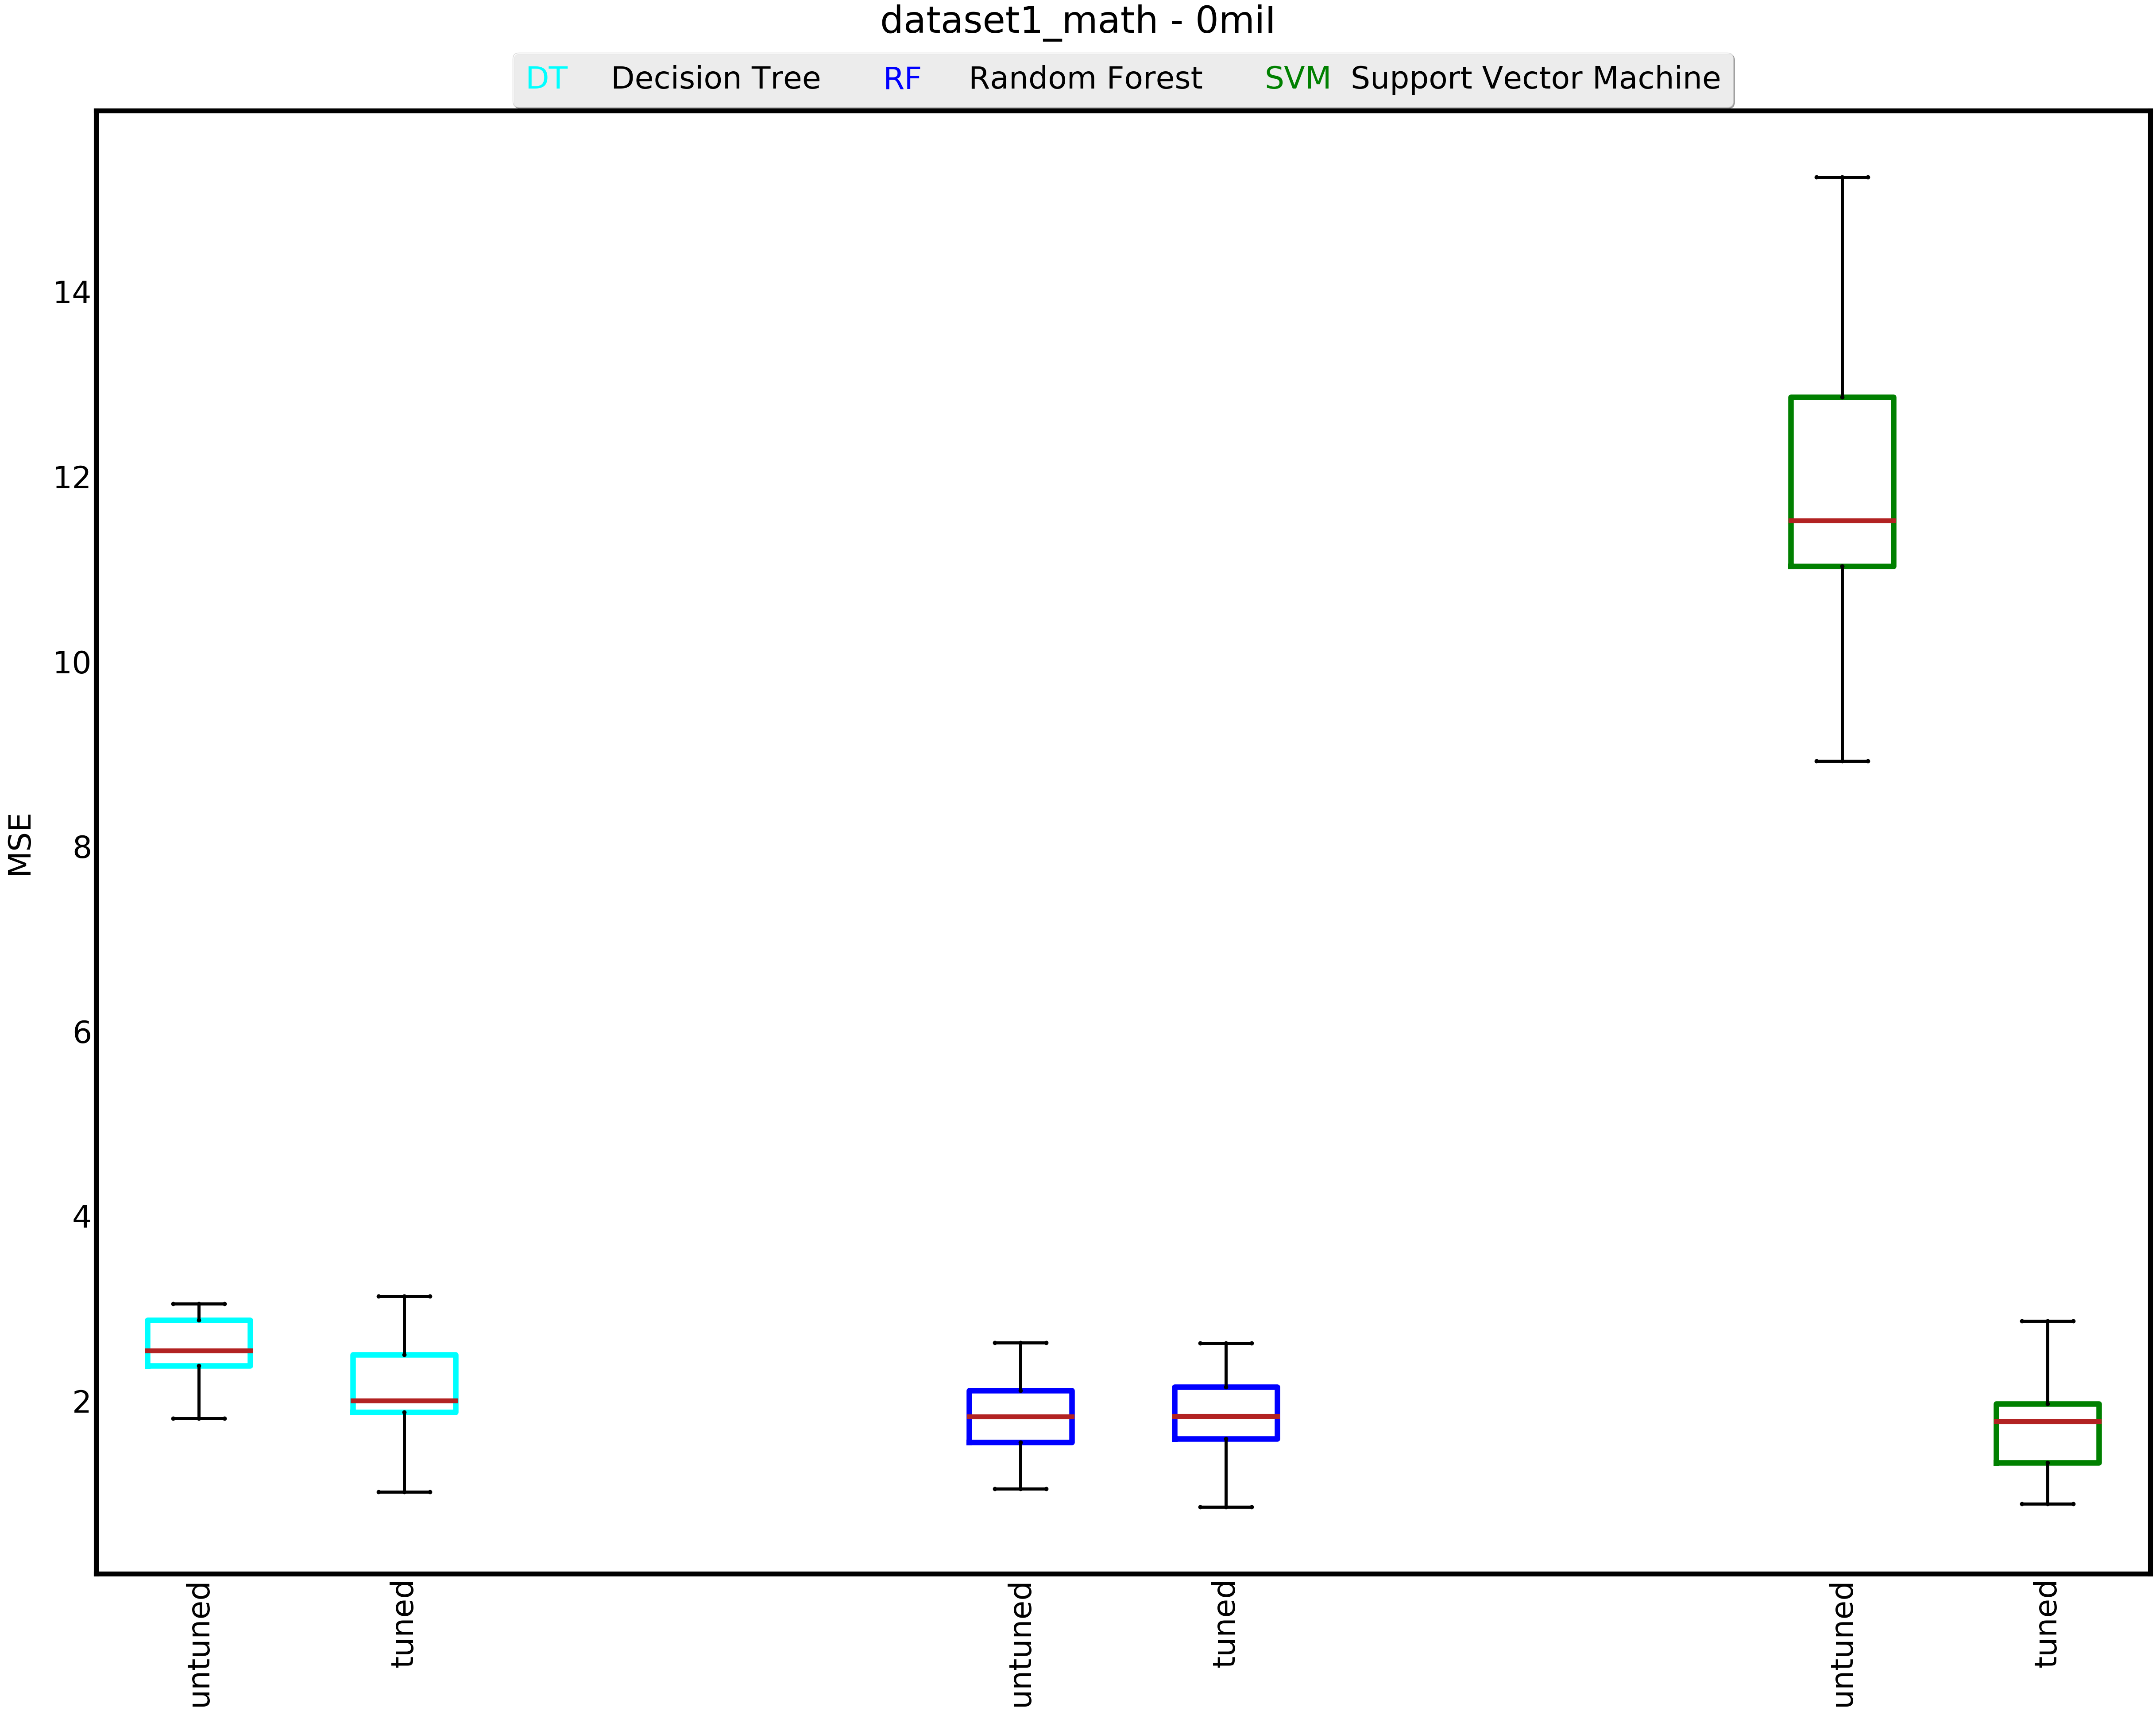 dataset1_math - 0mil
DT Decision Tree RF Random Forest SVM Support Vector Machine
14
12
10
8
6
4
2
MSE
untuned tuned untuned tuned untuned tuned